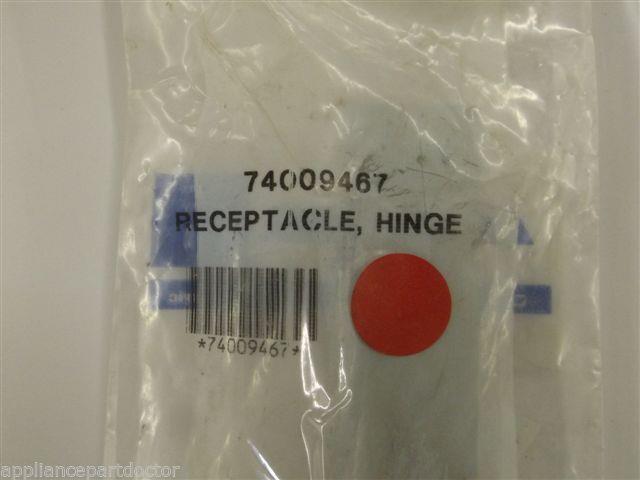 74009467
RECEPTACLE, HINGE
*74009467*
appliancepartdoctor